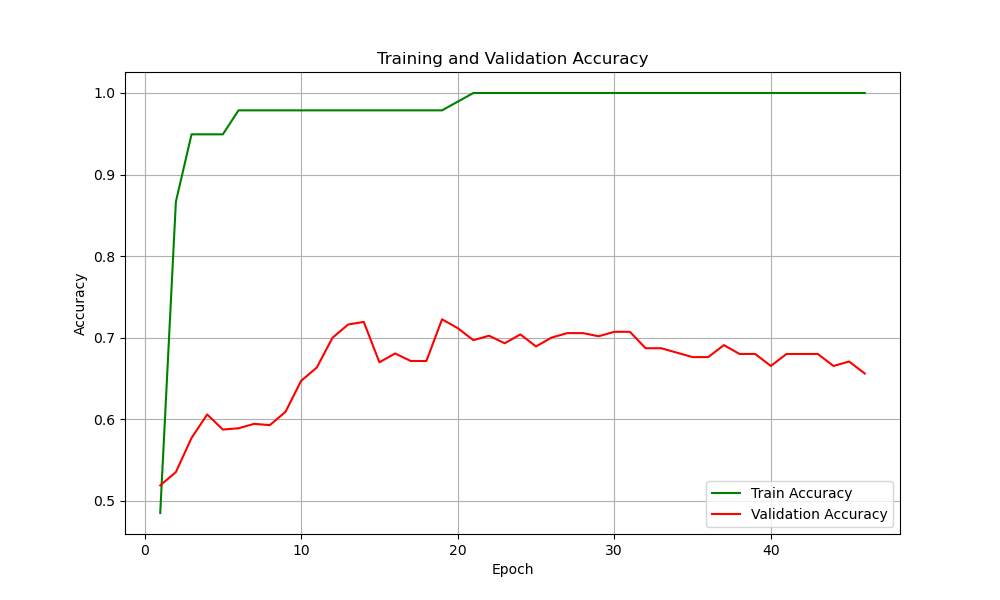 Training and Validation Accuracy
1.0
0.9
0.8
0.7
0.6
0.5
Accuracy
0 10 20 30 40
Epoch
Train Accuracy
Validation Accuracy